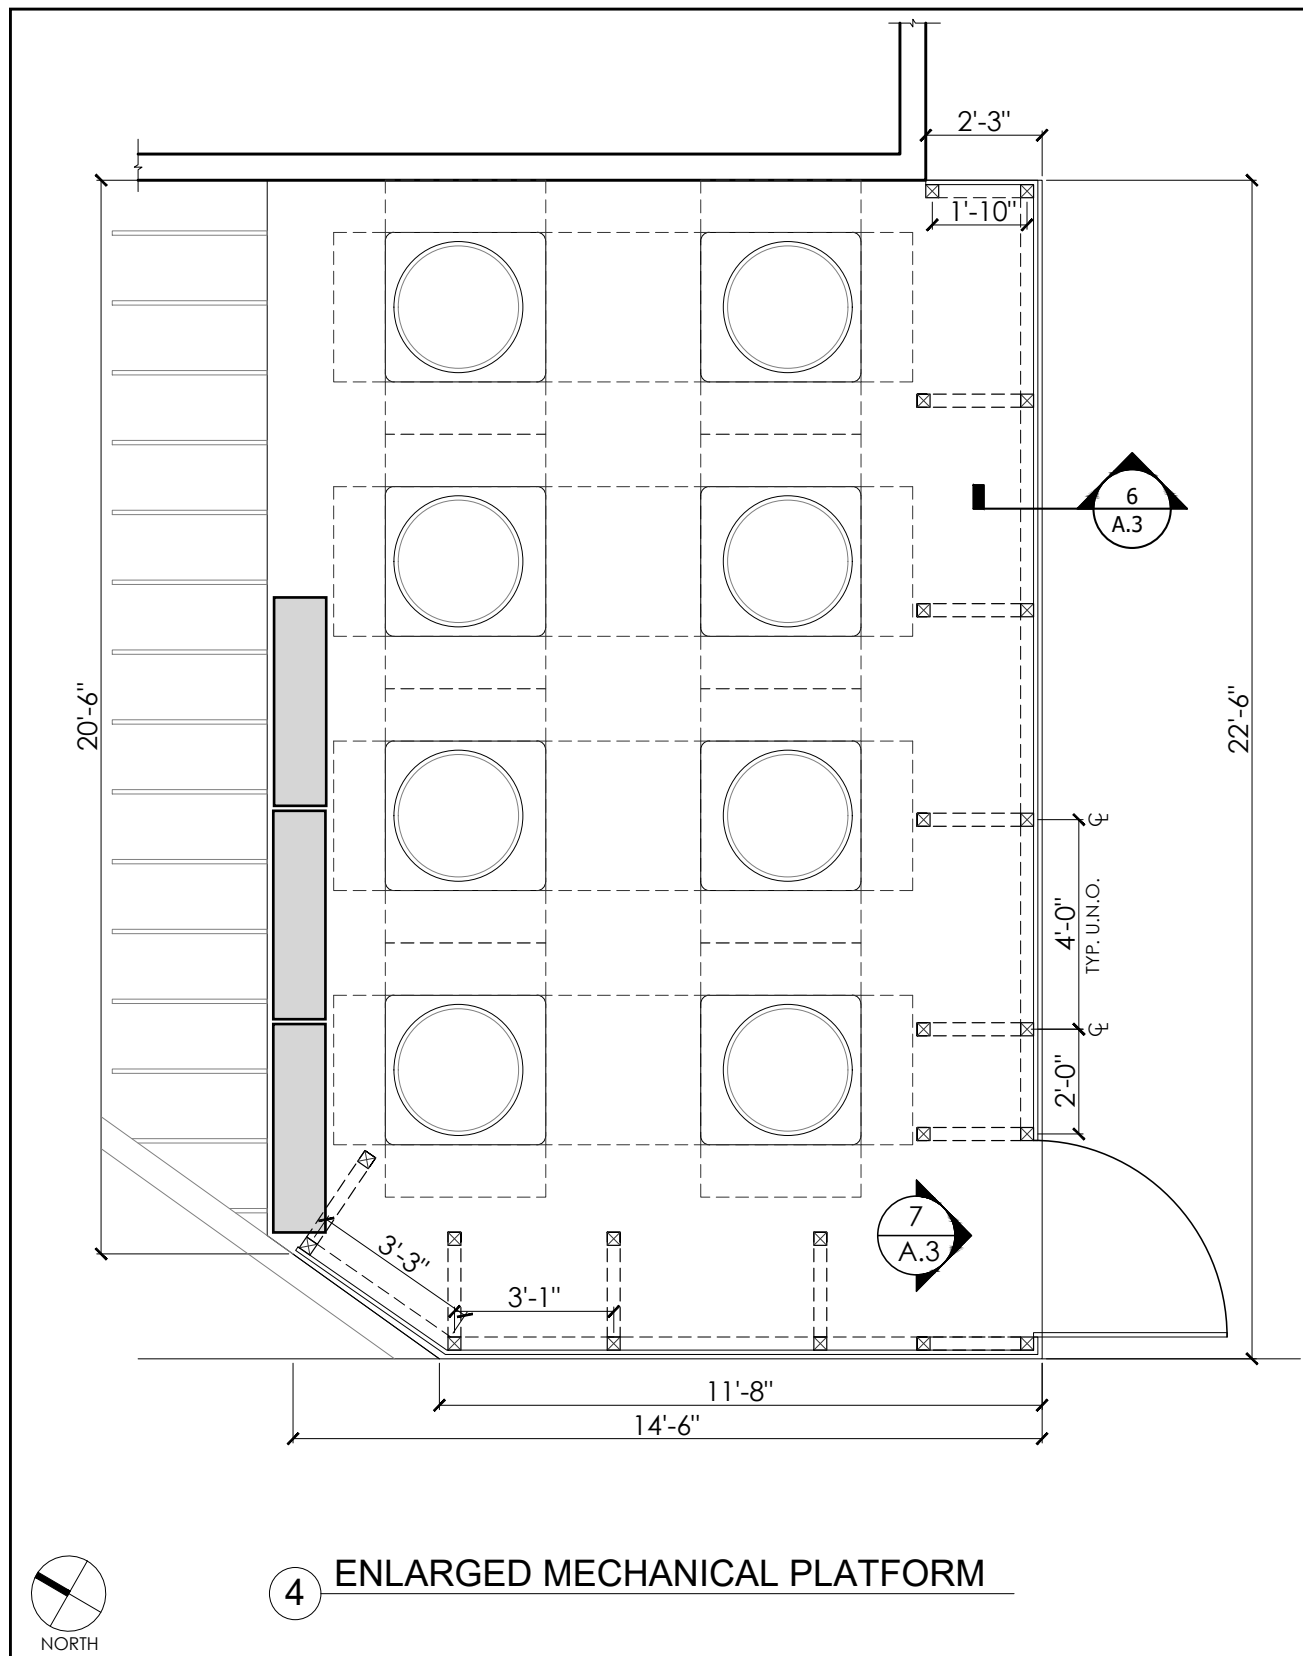 2'-3"
1'-10"
6
A.3
20'-6"
22'-6"
4'-0"
TYP. U.N.O.
2'-0"
7
A.3
3'-3"
3'-1"
11'-8"
14'-6"
4
ENLARGED MECHANICAL PLATFORM
NORTH